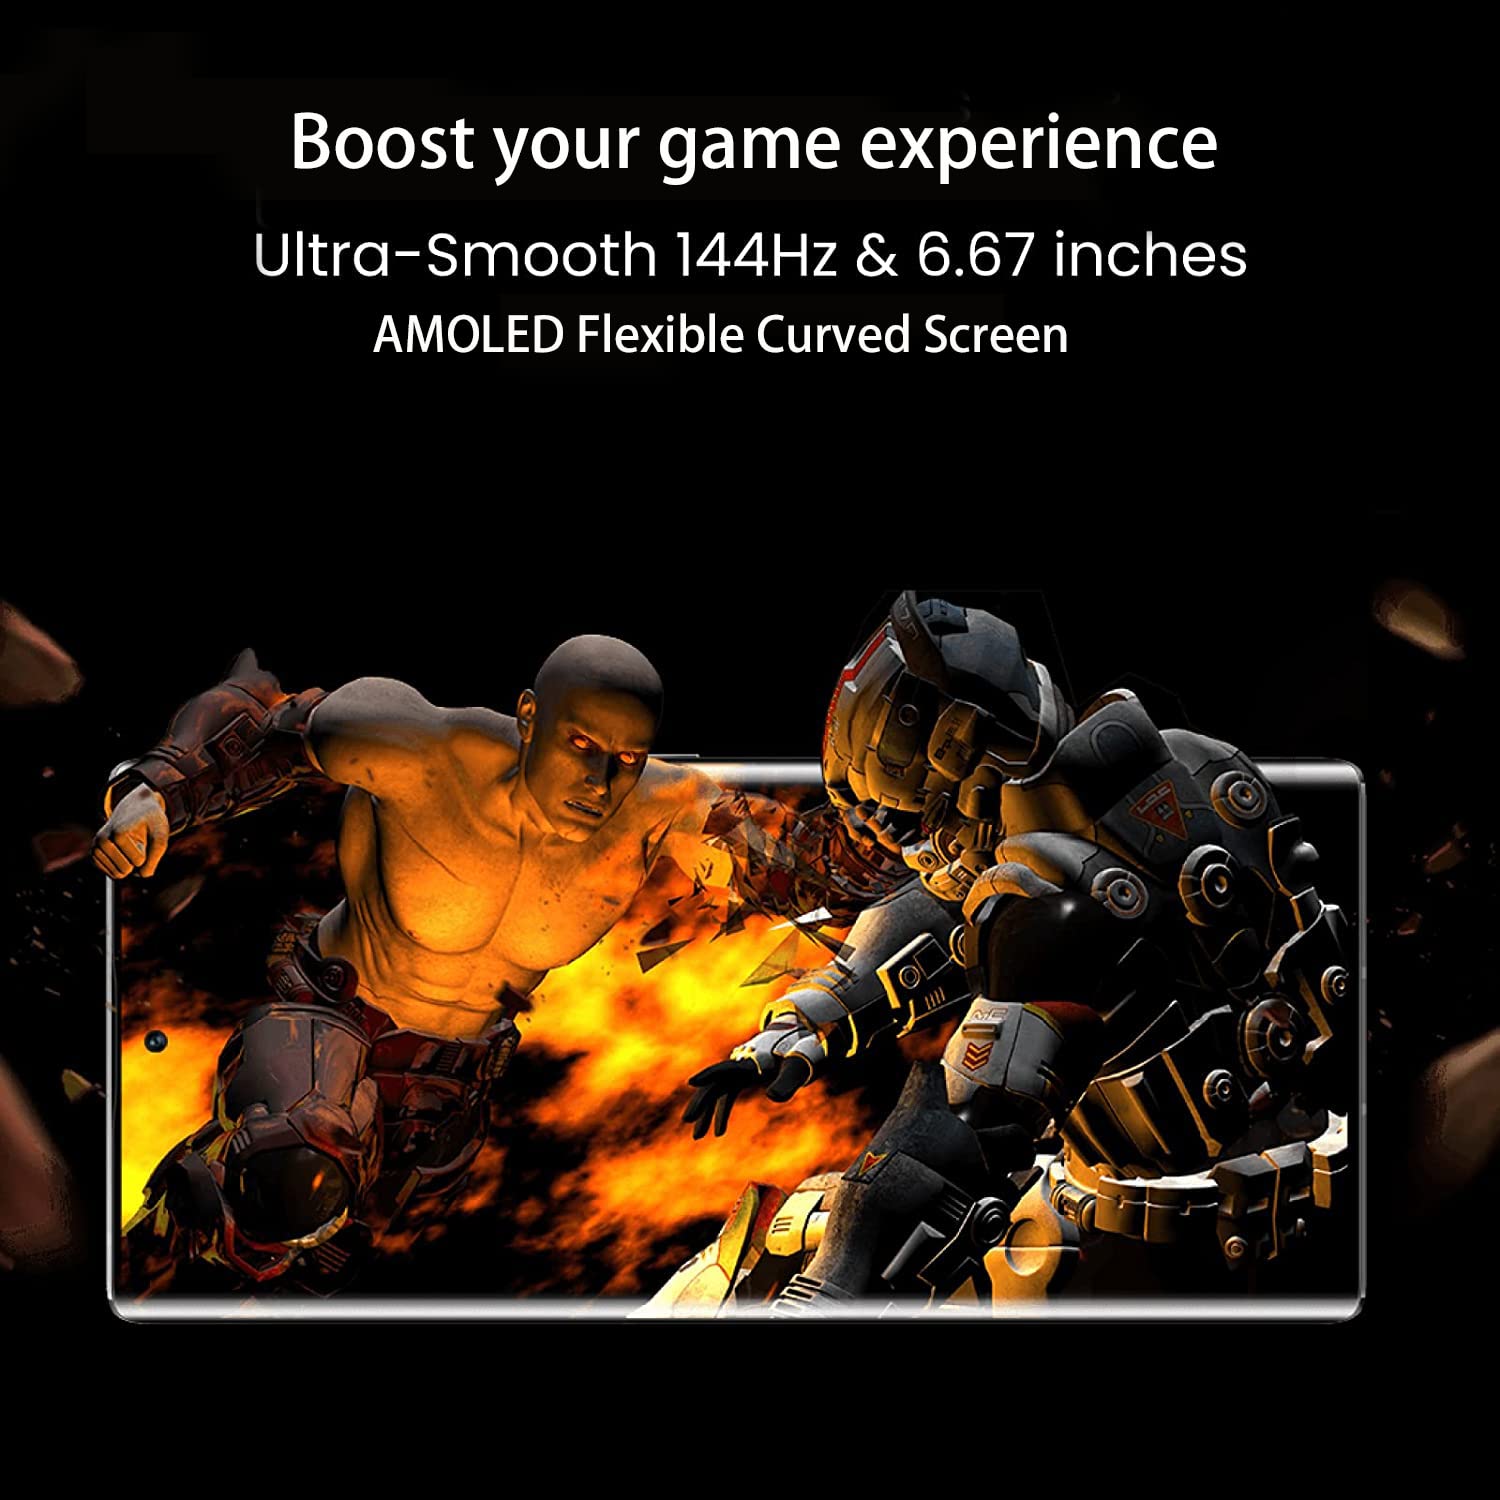 Boost your game experience
Ultra-Smooth 144Hz & 6.67 inches
AMOLED Flexible Curved Screen